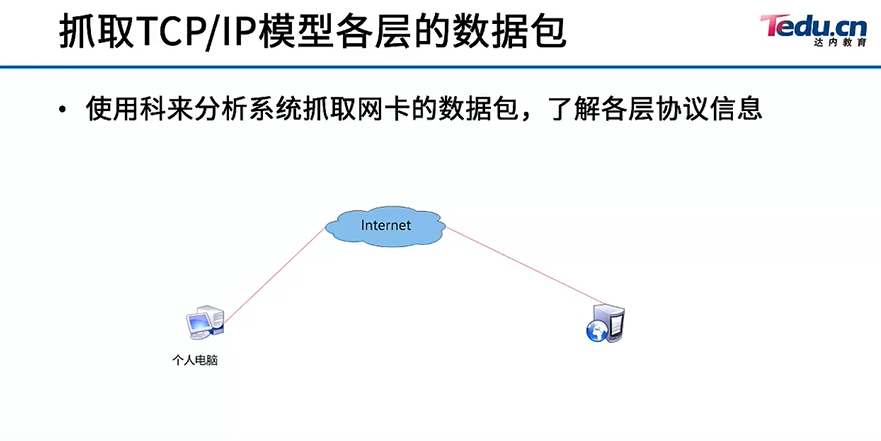 抓取TCP/IP模型各层的数据包
Tedu.cn
达内教育
• 使用科来分析系统抓取网卡的数据包，了解各层协议信息
Internet
个人电脑